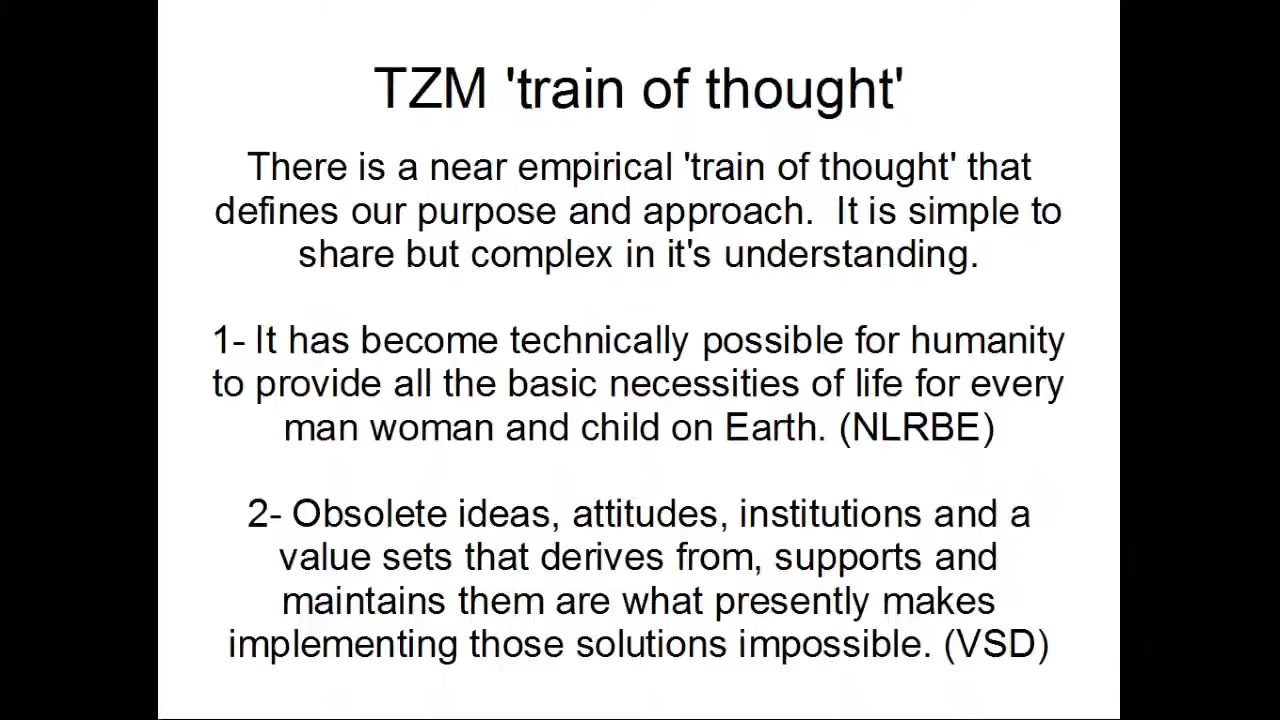 TZM 'train of thought'
There is a near empirical 'train of thought' that
defines our purpose and approach.  It is simple to
share but complex in it's understanding.
1- It has become technically possible for humanity
to provide all the basic necessities of life for every
man woman and child on Earth. (NLRBE)
2- Obsolete ideas, attitudes, institutions and a
value sets that derives from, supports and
maintains them are what presently makes
implementing those solutions impossible. (VSD)